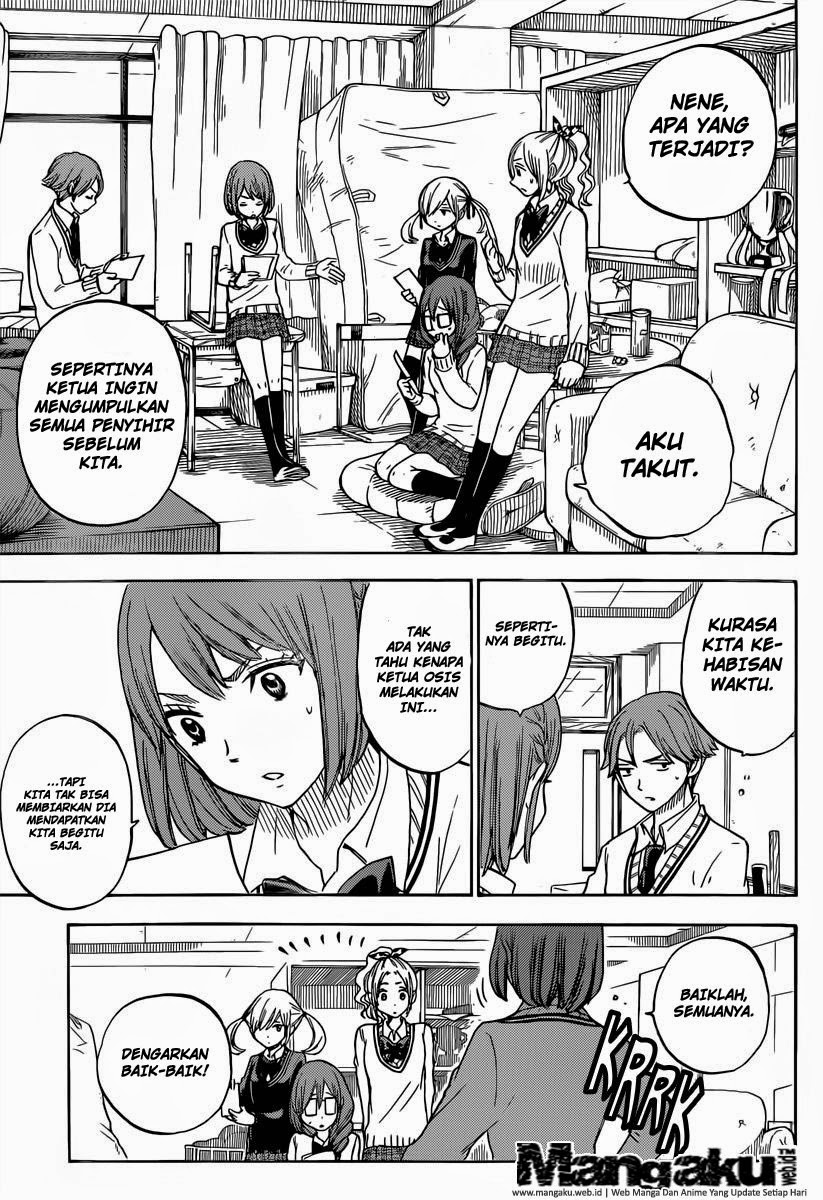 NENE,
APA YANG
TERJADI?
AKU
TAKUT.
SEPERTINYA
KETUA INGIN
MENGUMPULKAN
SEMUA PENYIHIR
SEBELUM
KITA.
KURASA
KITA KE-
HABISAN
WAKTU.
SEPERTI-
NYA BEGITU.
TAK
ADA YANG
TAHU KENAPA
KETUA OSIS
MELAKUKAN
INI...
...TAPI
KITA TAK BISA
MEMBIARKAN DIA
MENDAPATKAN
KITA BEGITU
SAJA.
BAIKLAH,
SEMUANYA.
KRRRK
DENGARKAN
BAIK-BAIK!
Mangaku
web.id
www.mangaku.web.id | Web Manga Dan Anime Yang Update Setiap Hari